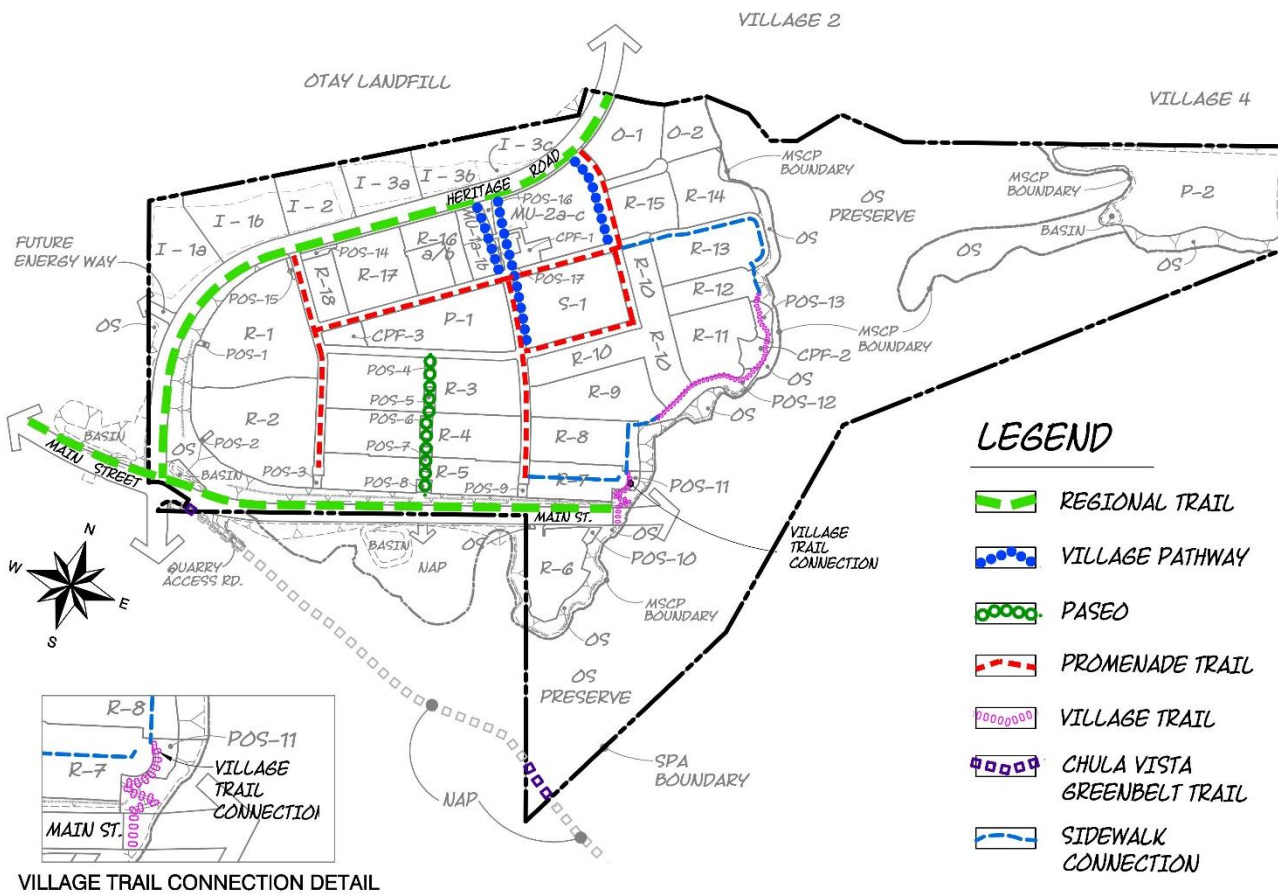 VILLAGE 2
OTAY LANDFILL
VILLAGE 4
I - 3c
O-1
O-2
MSCP
BOUNDARY
MSCP
BOUNDARY
P-2
I - 3b
I - 3a
HERITAGE ROAD
I - 2
I - 1b
I - 1a
POS-16
MU-2a-c
R-15
R-14
OS
PRESERVE
BASIN
OS
OS
OS
FUTURE
ENERGY WAY
POS-14
R-16
a/b
MU-1a-1b
CPF-1
R-13
R-17
R-18
POS-15
POS-17
R-10
R-12
POS-13
S-1
OS
R-1
P-1
R-11
MSCP
BOUNDARY
CPF-3
CPF-2
POS-1
R-10
R-10
OS
POS-4
R-3
R-9
POS-12
POS-5
OS
R-2
POS-6
R-4
R-8
BASIN
POS-2
POS-7
OS
MAIN STREET
BASIN
POS-3
R-5
POS-8
POS-9
R-7
POS-11
MAIN ST.
OS
OS
POS-10
VILLAGE
TRAIL
CONNECTION
BASIN
NAP
R-6
QUARRY
ACCESS RD.
MSCP
BOUNDARY
OS
N
W
E
S
OS
PRESERVE
SPA
BOUNDARY
NAP
LEGEND
REGIONAL TRAIL
VILLAGE PATHWAY
PASEO
PROMENADE TRAIL
VILLAGE TRAIL
CHULA VISTA
GREENBELT TRAIL
SIDEWALK
CONNECTION
R-8
POS-11
R-7
VILLAGE
TRAIL
CONNECTION
MAIN ST.
VILLAGE TRAIL CONNECTION DETAIL